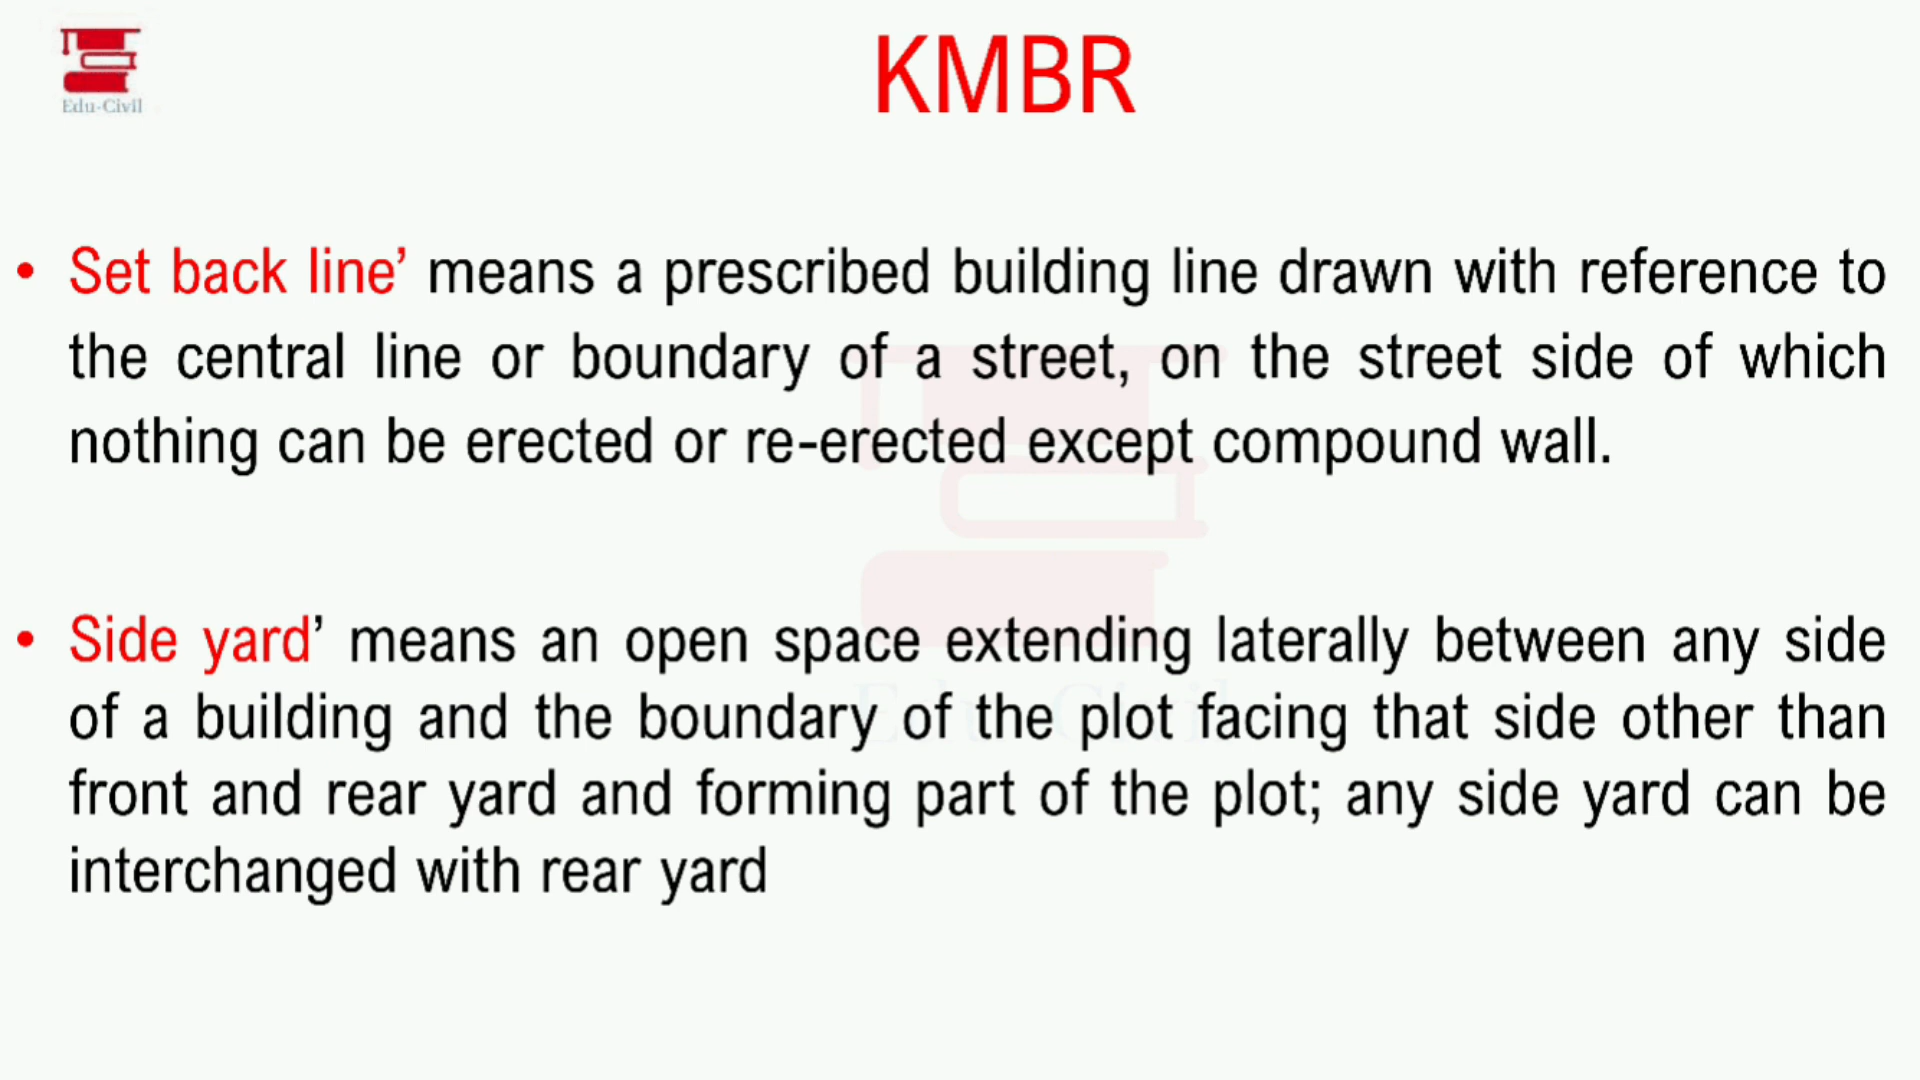 Edu-Civil
KMBR
• Set back line’ means a prescribed building line drawn with reference to
the central line or boundary of a street, on the street side of which
nothing can be erected or re-erected except compound wall.
• Side yard’ means an open space extending laterally between any side
of a building and the boundary of the plot facing that side other than
front and rear yard and forming part of the plot; any side yard can be
interchanged with rear yard
Edu-Civil